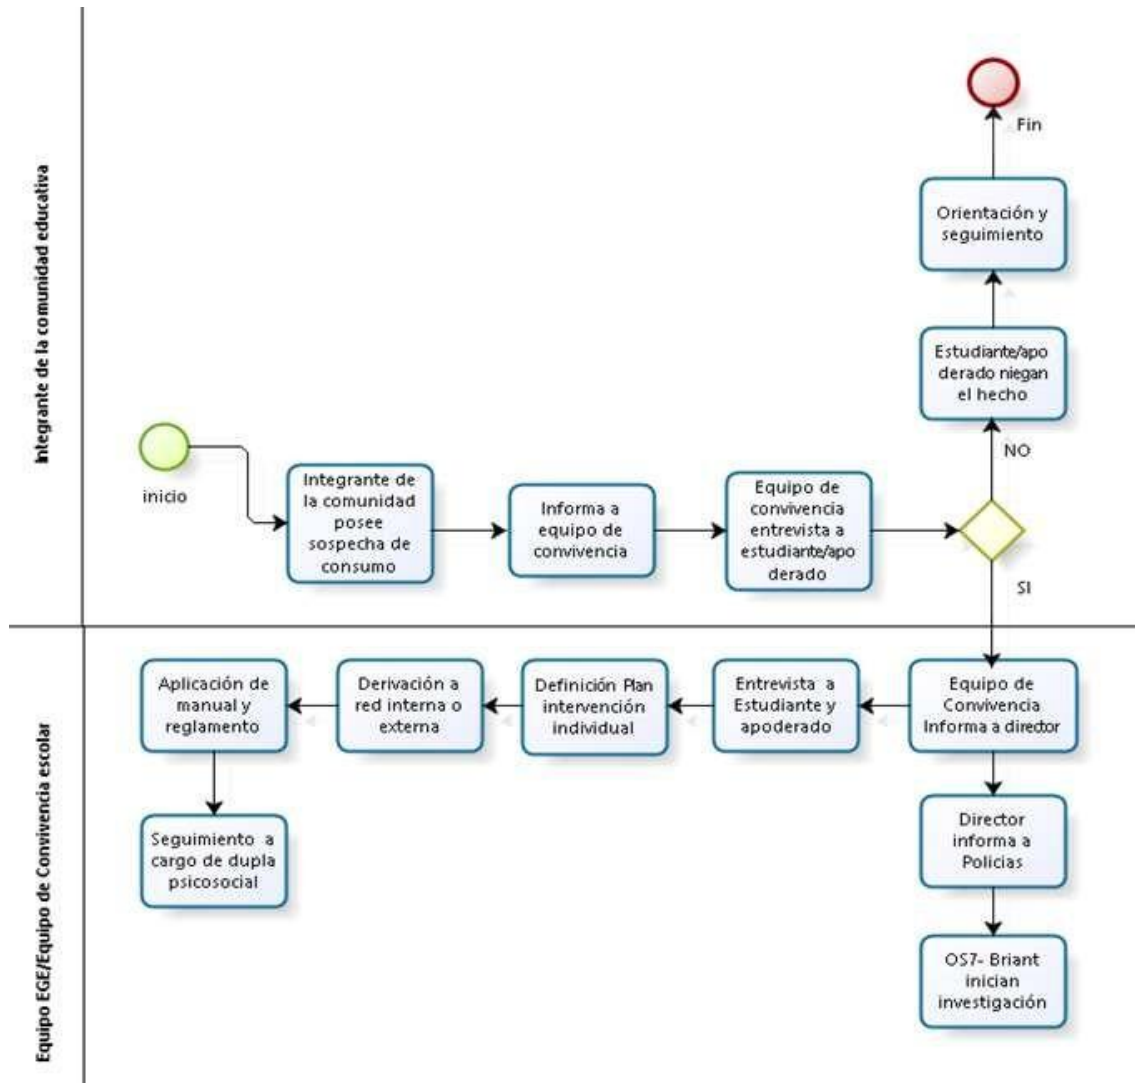 Integrante de la comunidad educativa
inicio
Integrante de
la comunidad
posee
sospecha de
consumo
Informa a
equipo de
convivencia
Equipo de
convivencia
entrevista a
estudiante/apo
derado
NO
Estudiante/apo
derado niegan
el hecho
Orientación y
seguimiento
Fin
SI
Equipo EGE/Equipo de Convivencia escolar
Equipo de
Convivencia
Informa a director
Entrevista a
Estudiante y
apoderado
Definición Plan
intervención
individual
Derivación a
red interna o
externa
Aplicación de
manual y
reglamento
Seguimiento a
cargo de dupla
psicosocial
Director
informa a
Policias
OS7- Briant
inician
investigación